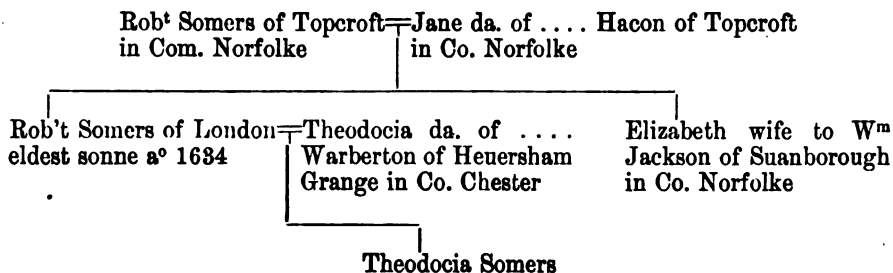 Robᵗ Somers of Topcroft=Jane da. of .... Hacon of Topcroft
in Com. Norfolke in Co. Norfolke
Rob't Somers of London=Theodocia da. of ....
eldest sonne aº 1634 Warberton of Heuersham
Grange in Co. Chester
Elizabeth wife to Wᵐ
Jackson of Suanborough
in Co. Norfolke
Theodocia Somers